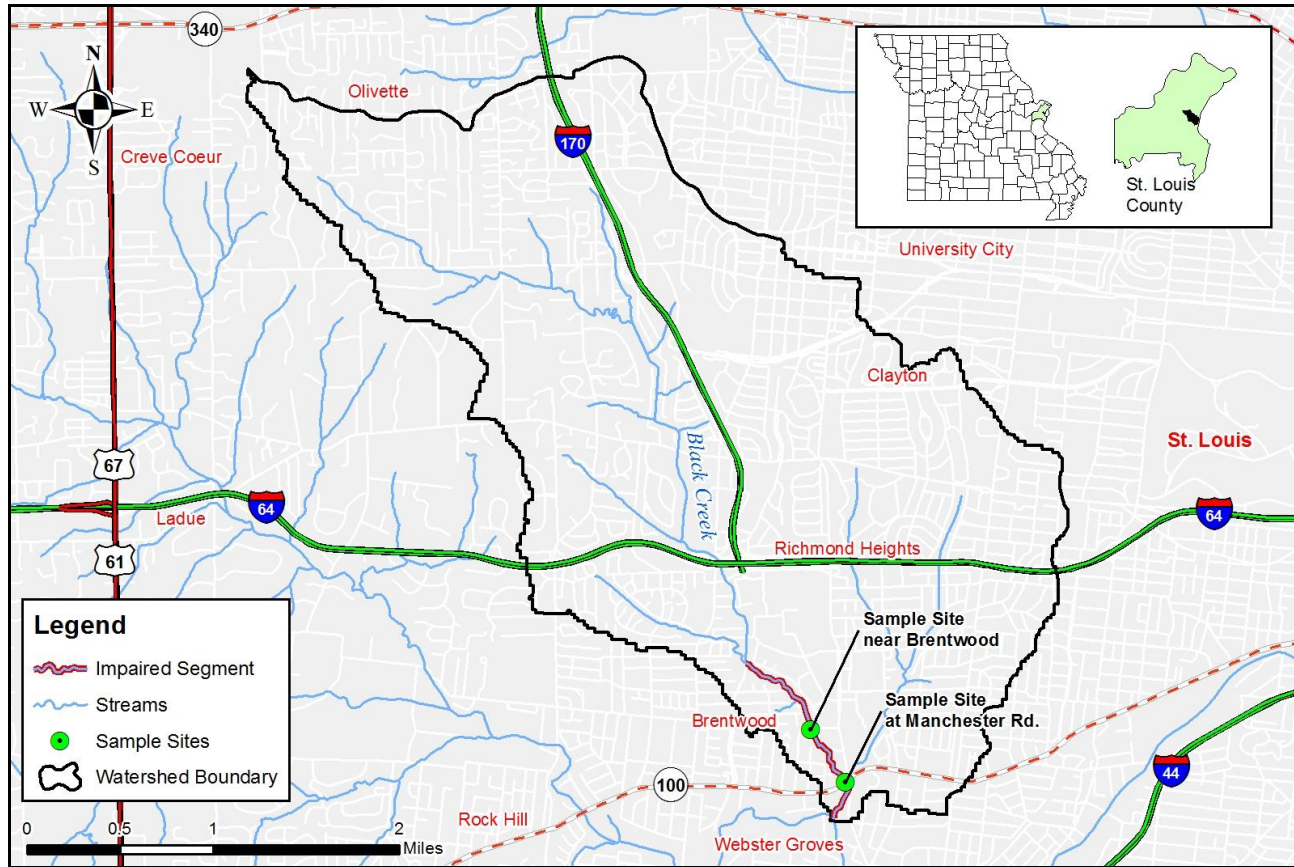 340
N
W E
S
Olivette
Creve Coeur
170
St. Louis
County
University City
Clayton
Black Creek
St. Louis
67
64
Ladue
61
Richmond Heights
64
Sample Site
near Brentwood
Sample Site
at Manchester Rd.
Brentwood
Legend
Impaired Segment
Streams
Sample Sites
Watershed Boundary
100
44
Rock Hill
Webster Groves
0 0.5 1 2
Miles